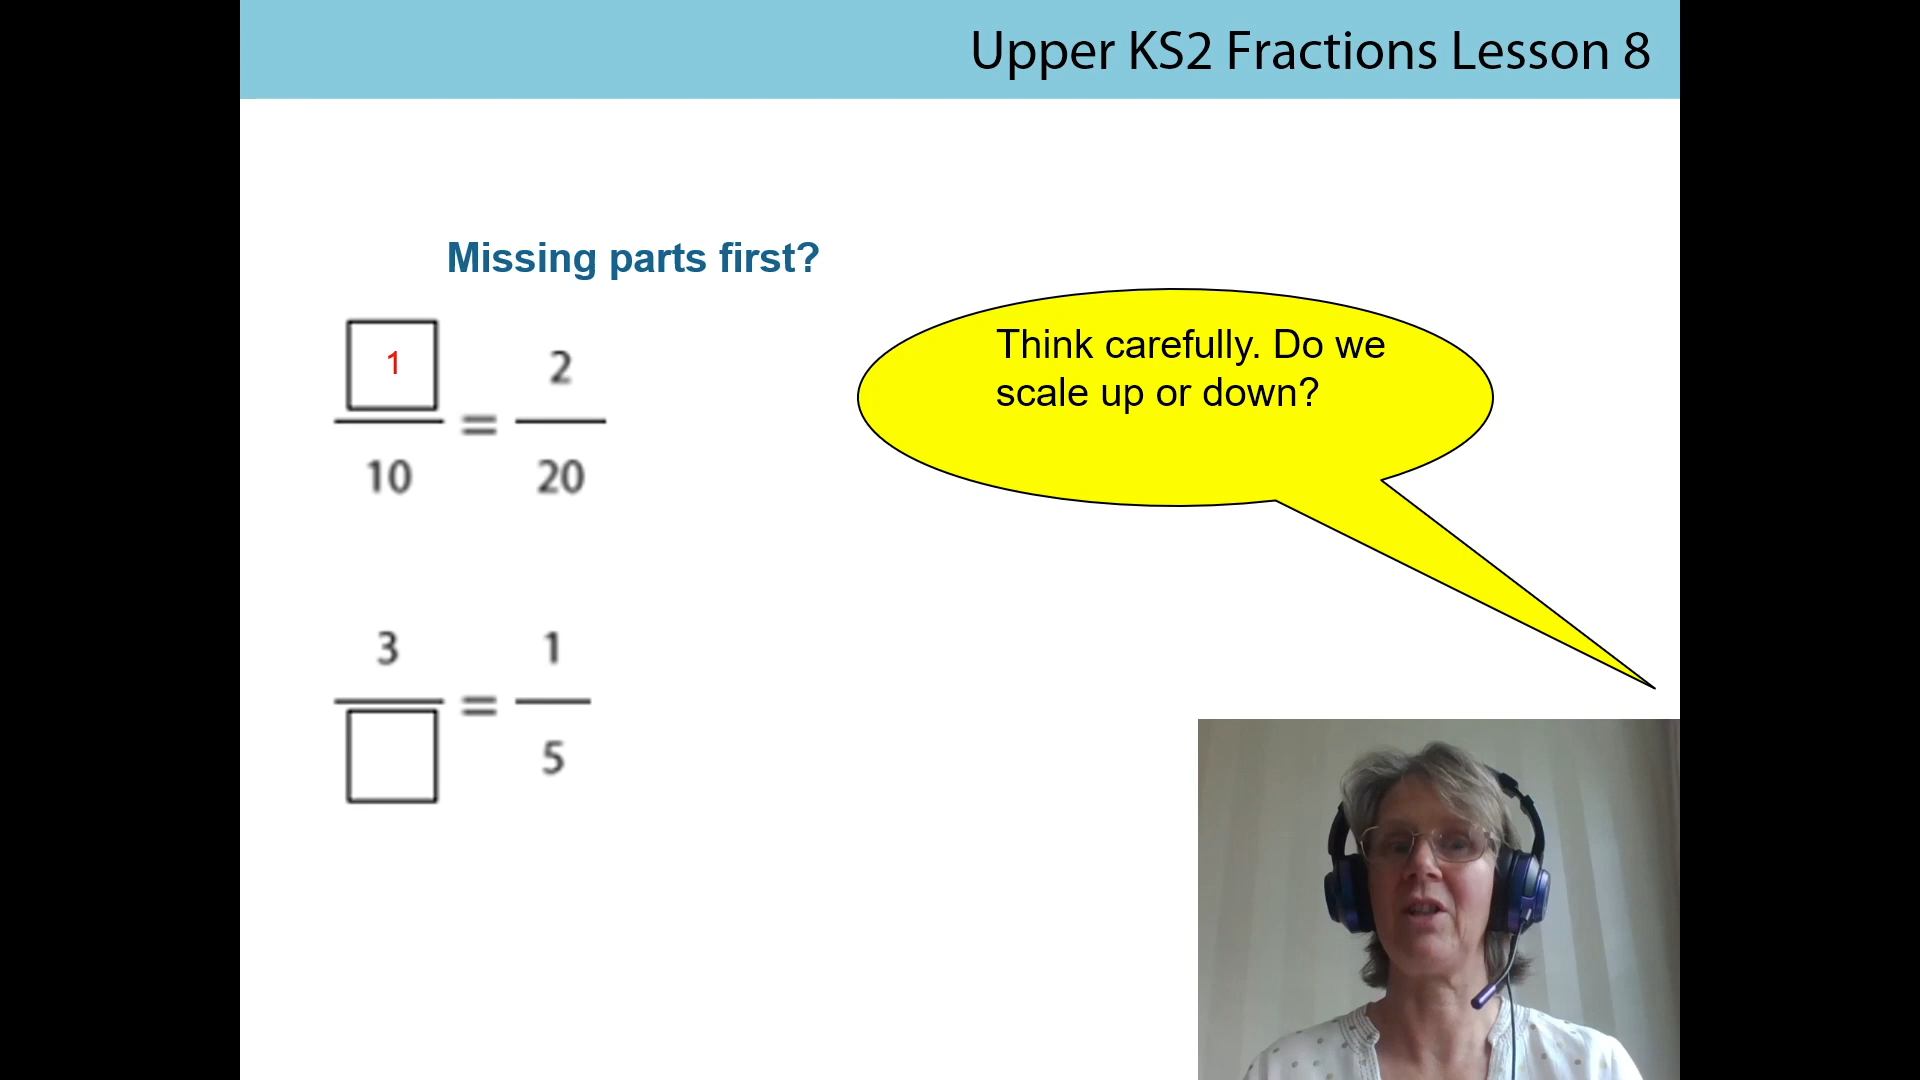 Upper KS2 Fractions Lesson 8
Missing parts first?
Think carefully. Do we
scale up or down?
1 2
=
10 20
3 1
=
5